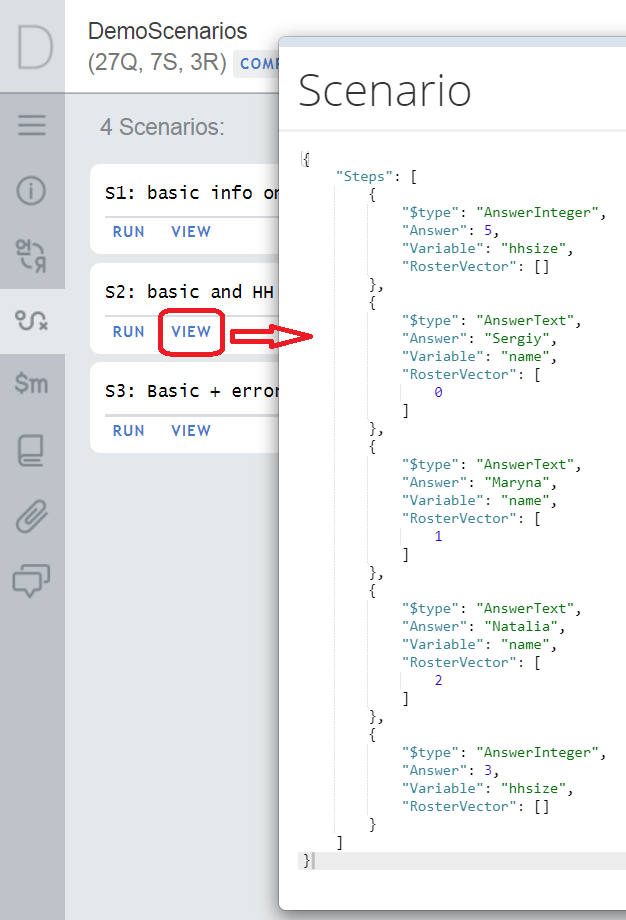 D
DemoScenarios
(27Q, 7S, 3R)
4 Scenarios:
S1: basic info
RUN VIEW
S2: basic and HH
RUN VIEW
S3: Basic +
RUN VIEW
$m
Scenario
{
"Steps": [
{
"$type": "AnswerInteger",
"Answer": 5,
"Variable": "hhsize",
"RosterVector": []
},
{
"$type": "AnswerText",
"Answer": "Sergiy",
"Variable": "name",
"RosterVector": [
0
]
},
{
"$type": "AnswerText",
"Answer": "Maryna",
"Variable": "name",
"RosterVector": [
1
]
},
{
"$type": "AnswerText",
"Answer": "Natalia",
"Variable": "name",
"RosterVector": [
2
]
},
{
"$type": "AnswerInteger",
"Answer": 3,
"Variable": "hhsize",
"RosterVector": []
}
]
}